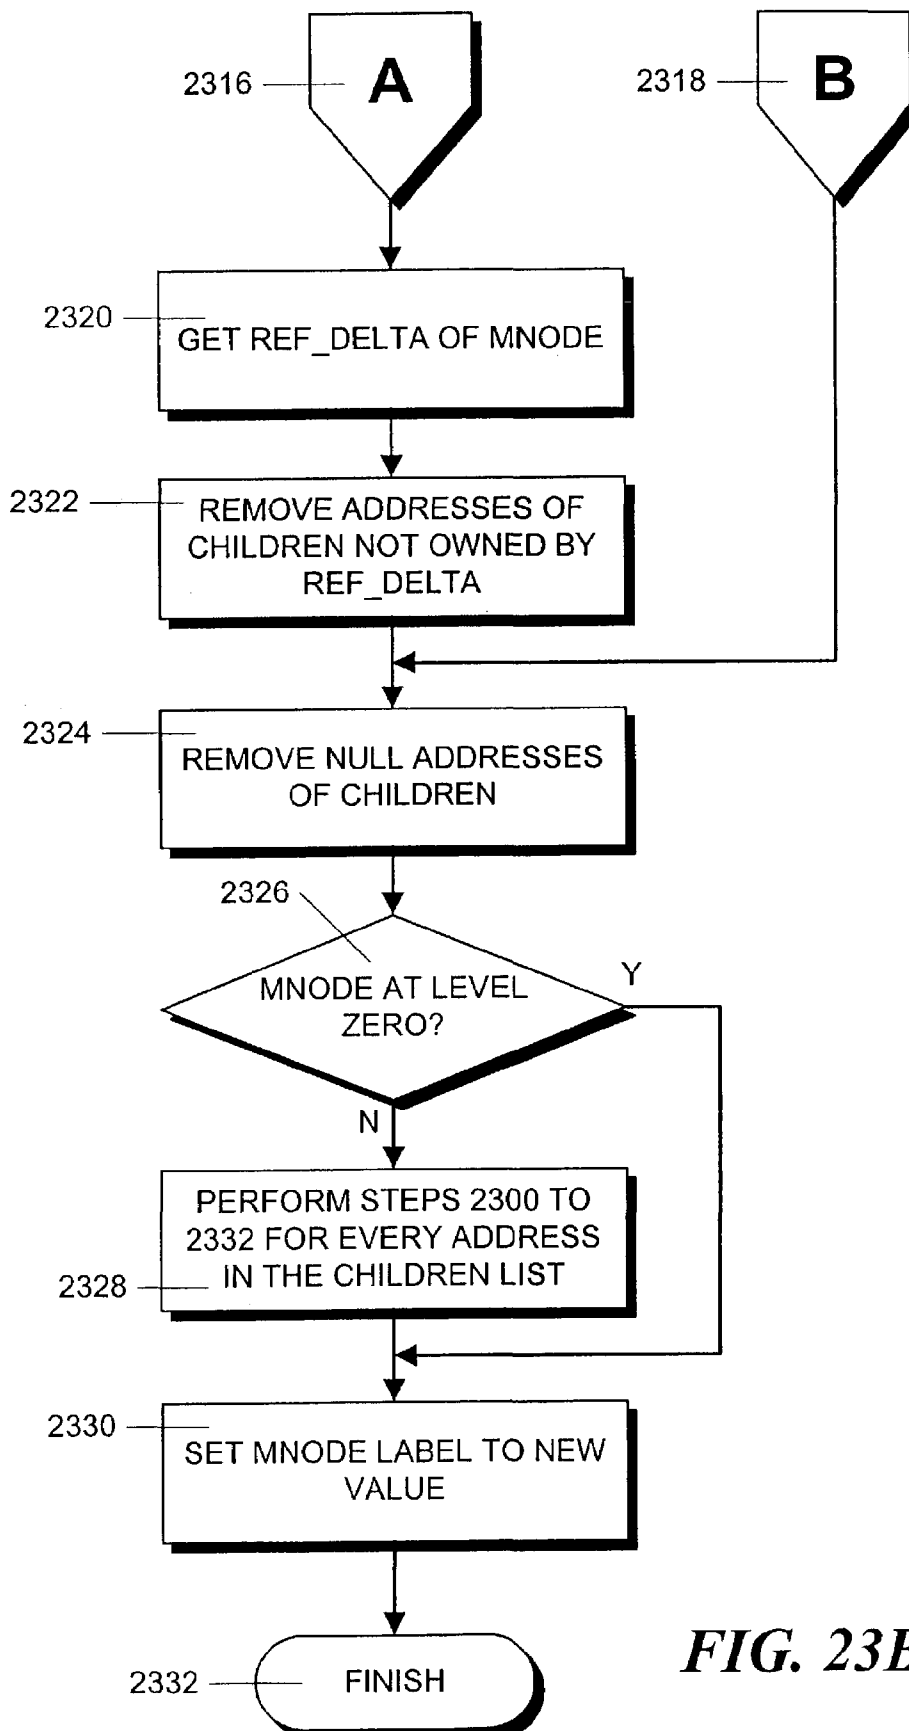 2316
A
2318
B
2320
GET REF_DELTA OF MNODE
2322
REMOVE ADDRESSES OF
CHILDREN NOT OWNED BY
REF_DELTA
2324
REMOVE NULL ADDRESSES
OF CHILDREN
2326
MNODE AT LEVEL
ZERO?
Y
N
PERFORM STEPS 2300 TO
2332 FOR EVERY ADDRESS
IN THE CHILDREN LIST
2328
2330
SET MNODE LABEL TO NEW
VALUE
2332
FINISH
FIG. 23B